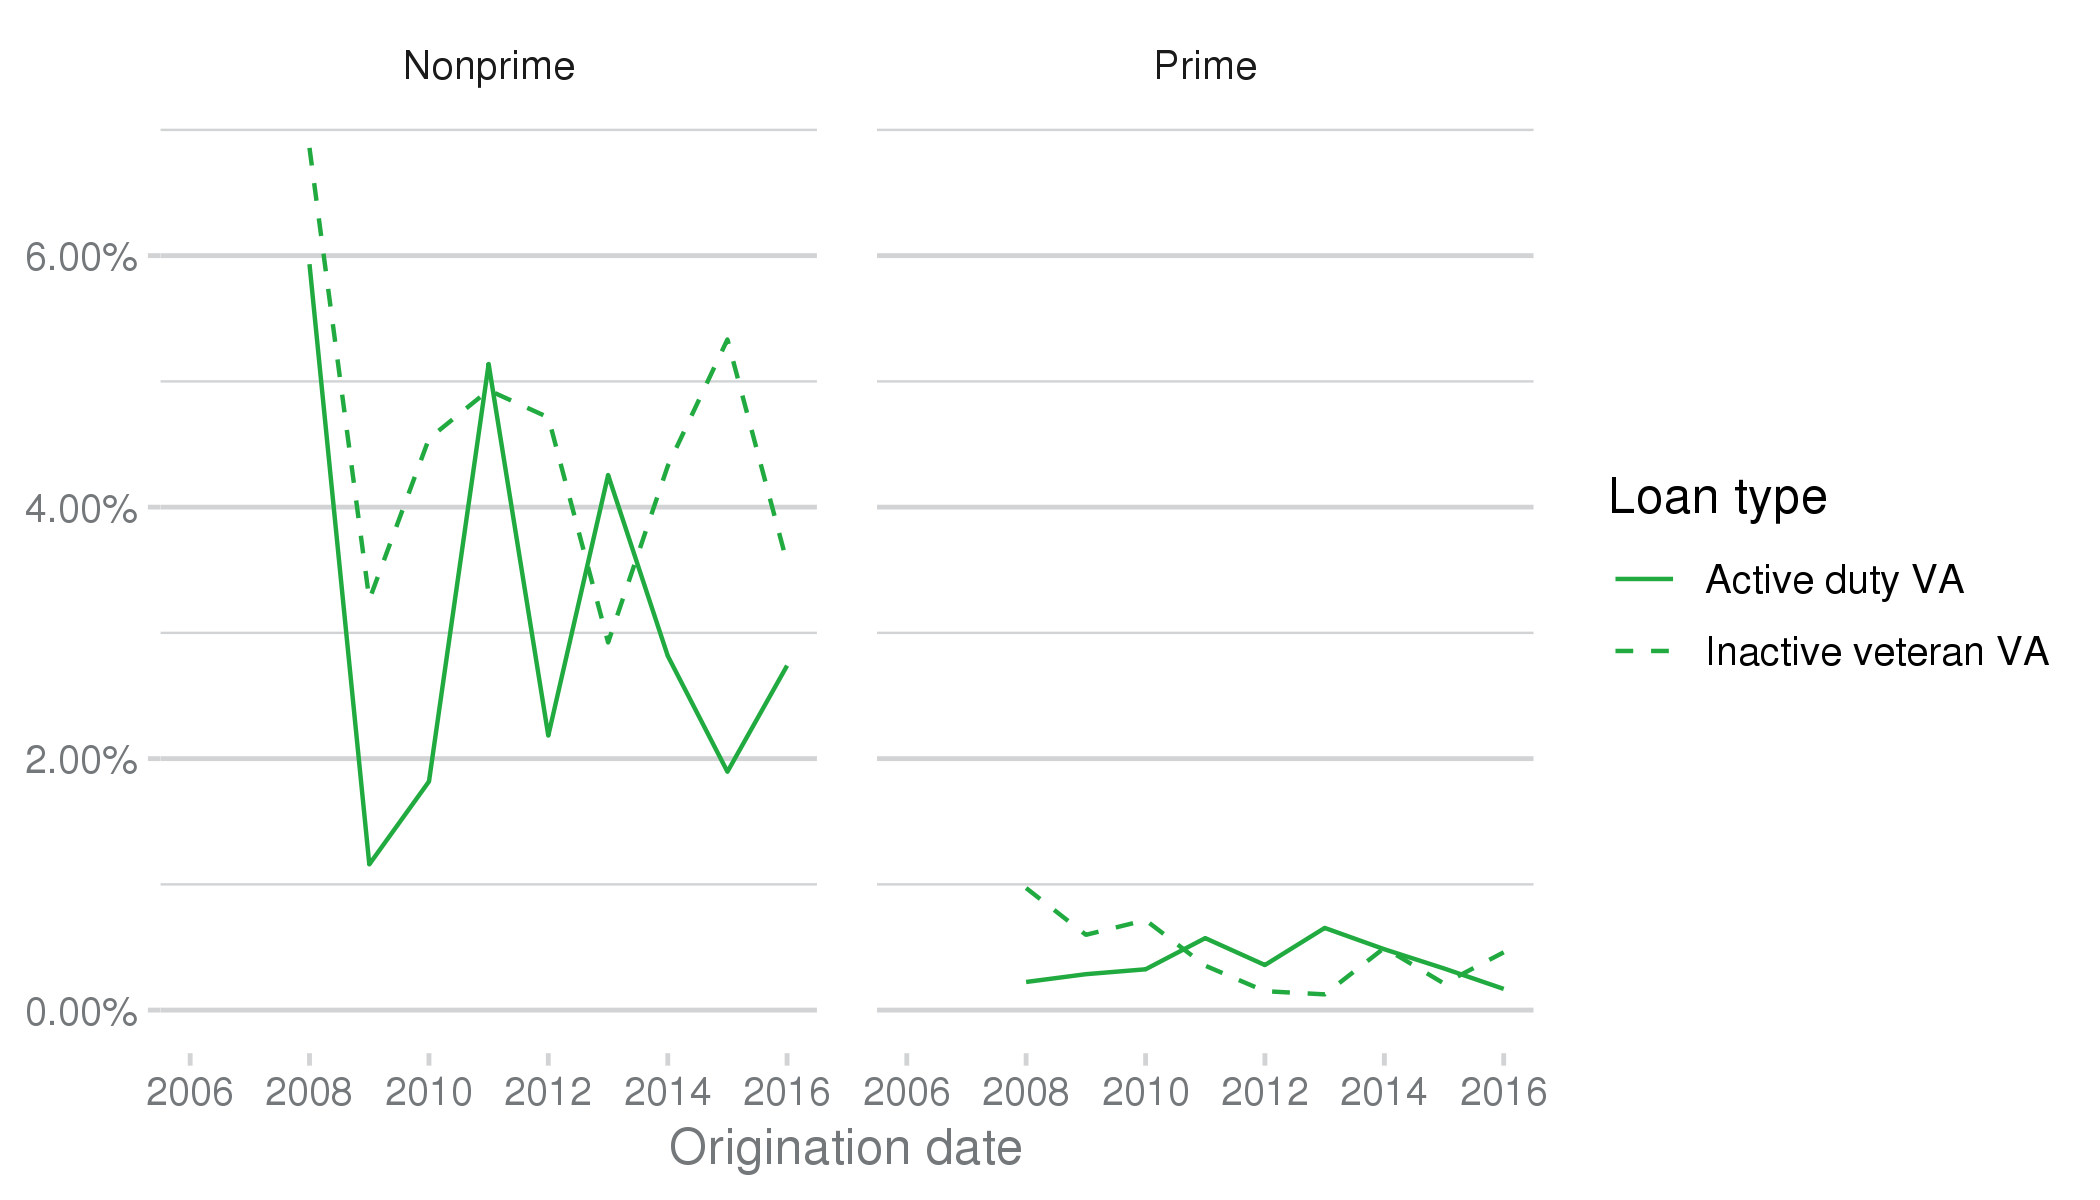 Nonprime
Prime
6.00%
4.00%
2.00%
0.00%
2006 2008 2010 2012 2014 2016 2006 2008 2010 2012 2014 2016
Origination date
Loan type
Active duty VA
Inactive veteran VA